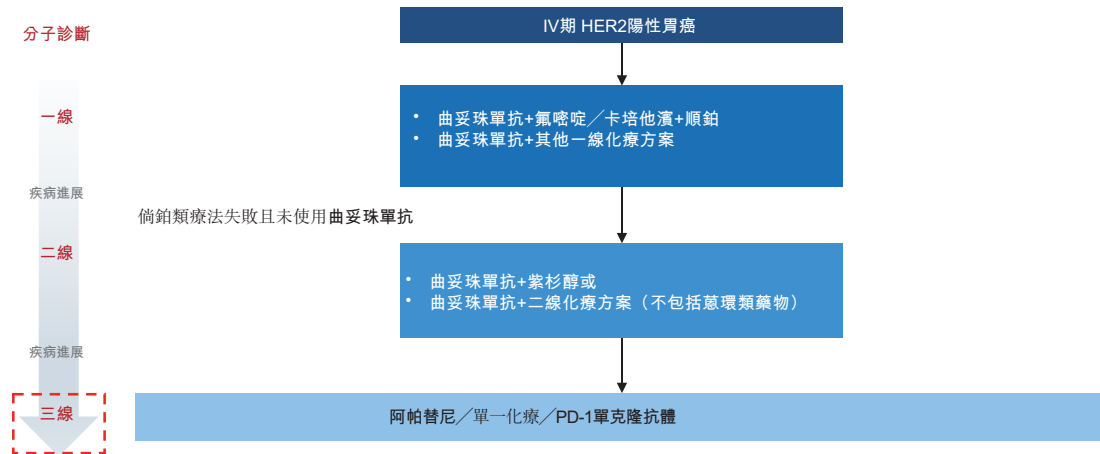 分子診斷
IV期 HER2陽性胃癌
一線
• 曲妥珠單抗+氟嘧啶╱卡培他濱+順鉑
• 曲妥珠單抗+其他一線化療方案
疾病進展
倘鉑類療法失敗且未使用曲妥珠單抗
二線
• 曲妥珠單抗+紫杉醇或
• 曲妥珠單抗+二線化療方案（不包括蒽環類藥物）
疾病進展
三線
阿帕替尼╱單一化療╱PD-1單克隆抗體